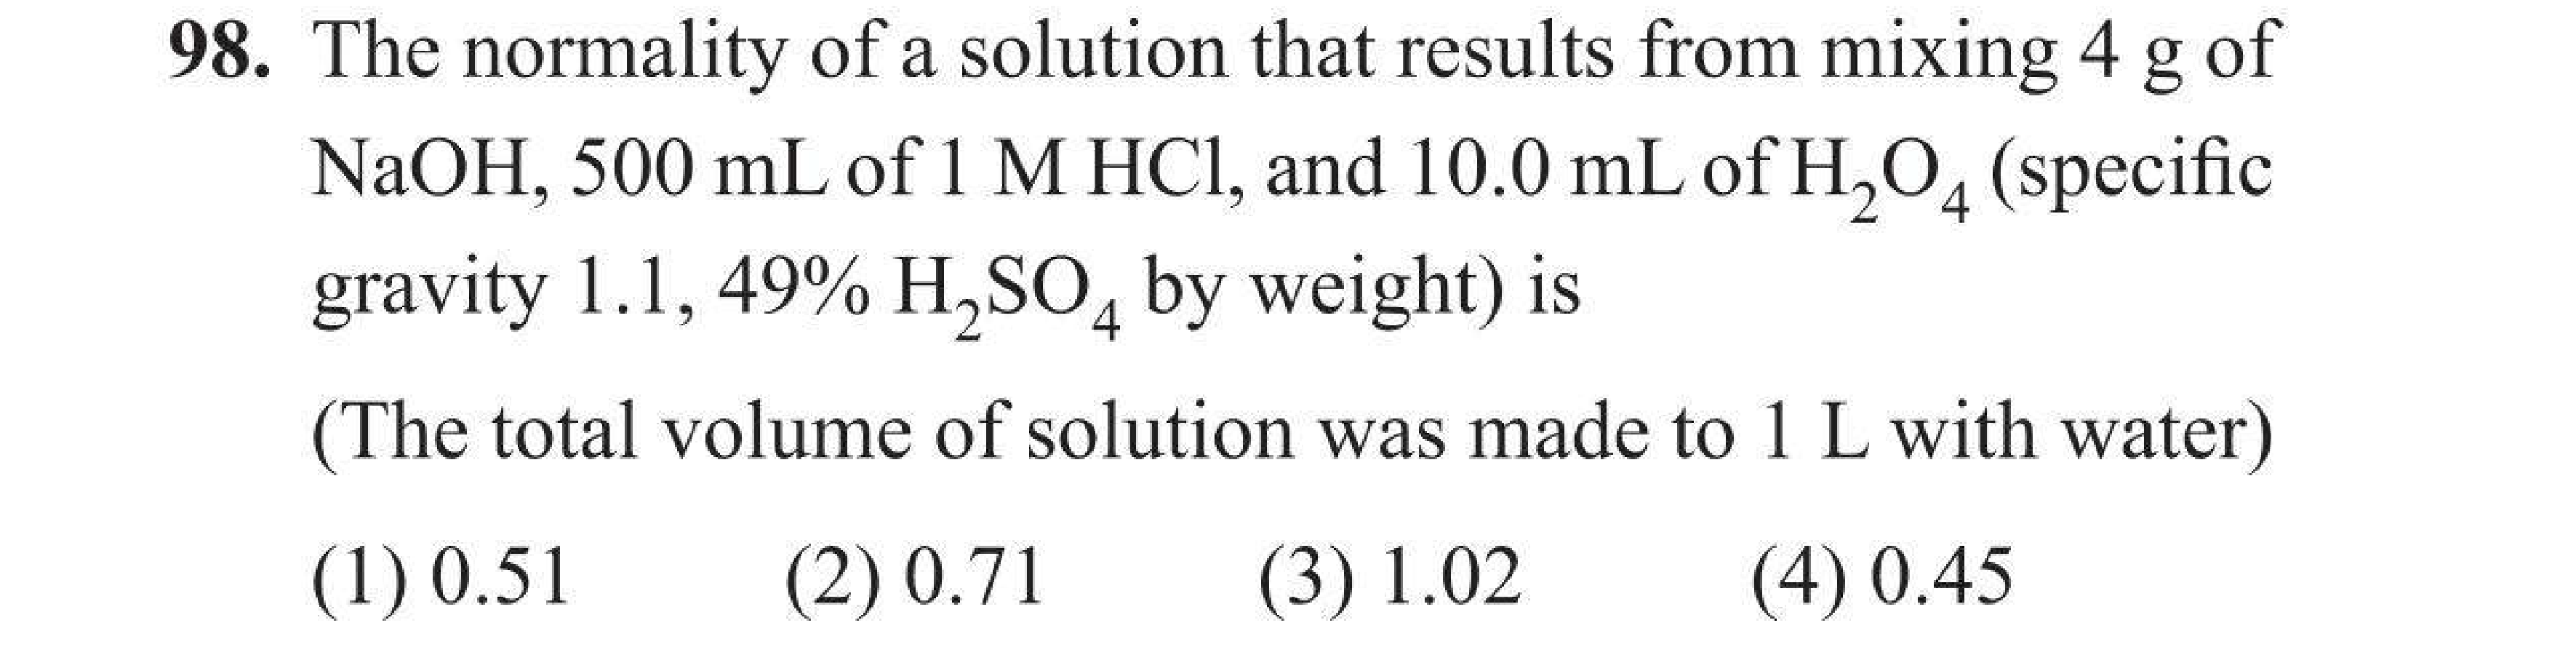 98. The normality of a solution that results from mixing 4 g of
NaOH, 500 mL of 1 M HCl, and 10.0 mL of H₂O₄ (specific
gravity 1.1, 49% H₂SO₄ by weight) is
(The total volume of solution was made to 1 L with water)
(1) 0.51 (2) 0.71 (3) 1.02 (4) 0.45